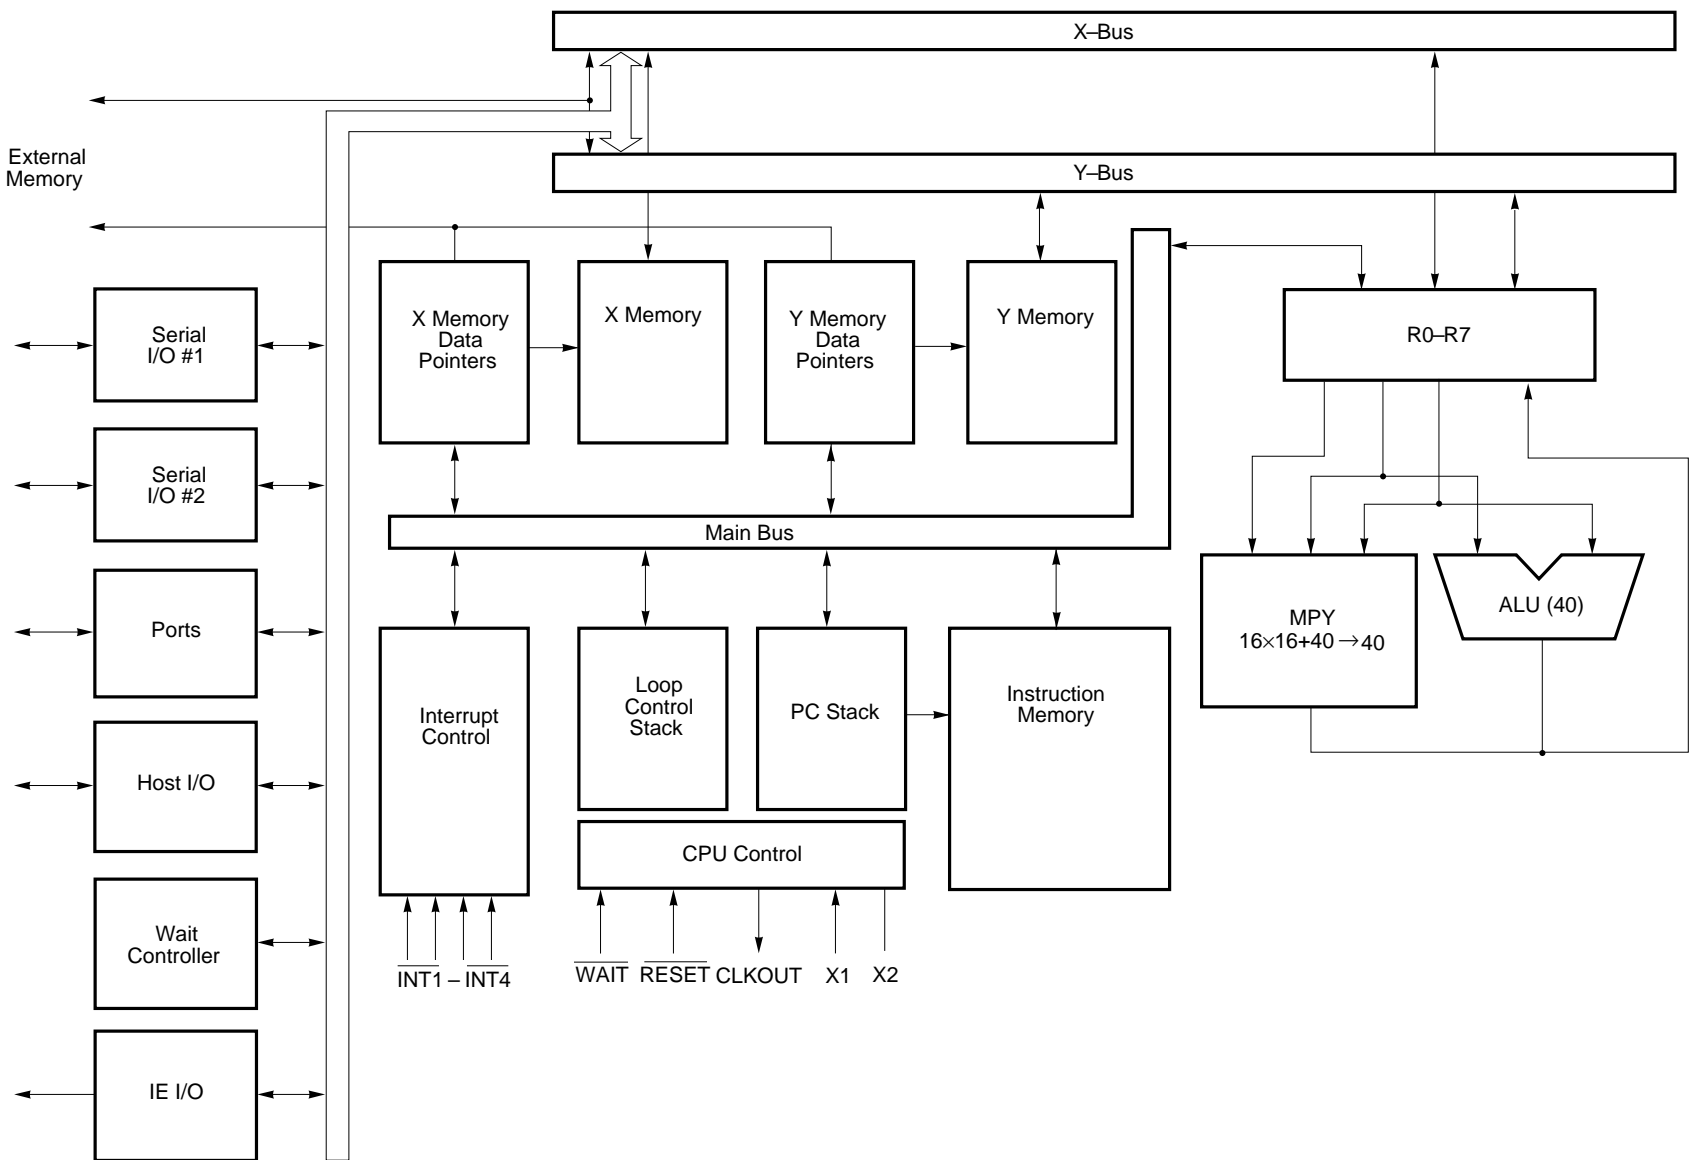 X–Bus
External
Memory
Y–Bus
Serial
I/O #1
X Memory
Data
Pointers
X Memory
Y Memory
Data
Pointers
Y Memory
R0–R7
Serial
I/O #2
Main Bus
Ports
MPY
16×16+40→40
ALU (40)
Interrupt
Control
Loop
Control
Stack
PC Stack
Instruction
Memory
Host I/O
CPU Control
Wait
Controller
INT1 – INT4
WAIT
RESET
CLKOUT
X1
X2
IE I/O